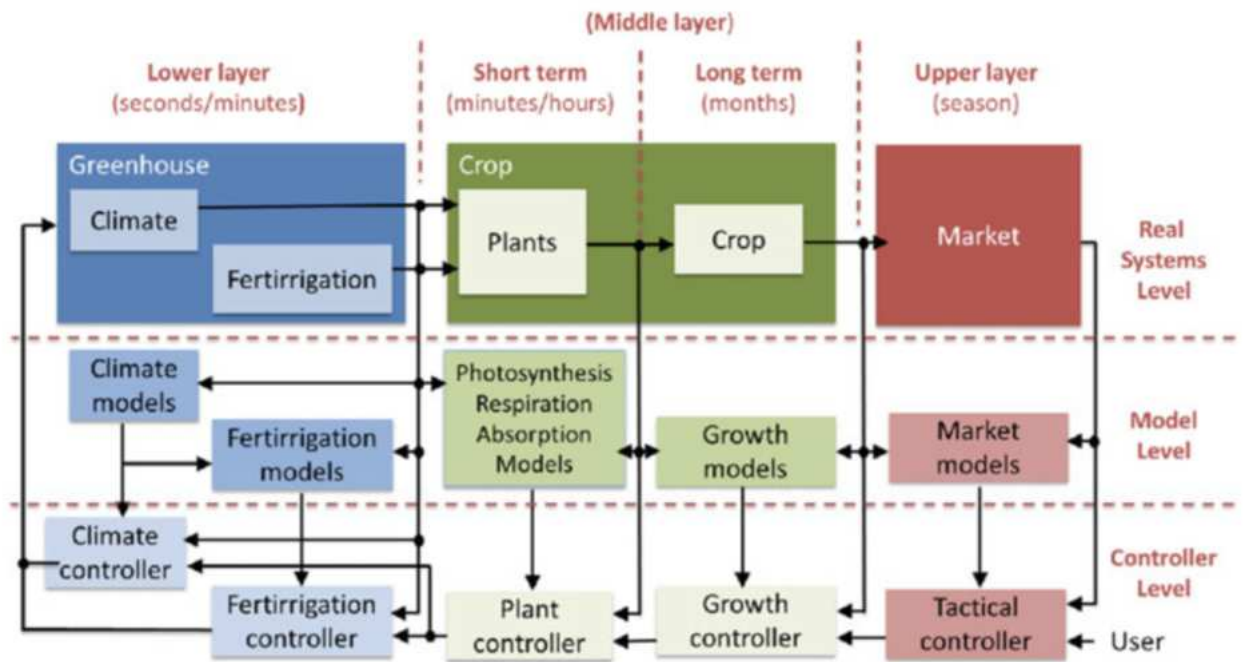 (Middle layer)
Lower layer
(seconds/minutes)
Short term
(minutes/hours)
Long term
(months)
Upper layer
(season)
Greenhouse
Climate
Fertirrigation
Crop
Plants
Crop
Market
Real
Systems
Level
Climate
models
Fertirrigation
models
Photosynthesis
Respiration
Absorption
Models
Growth
models
Market
models
Model
Level
Climate
controller
Fertirrigation
controller
Plant
controller
Growth
controller
Tactical
controller
Controller
Level
User